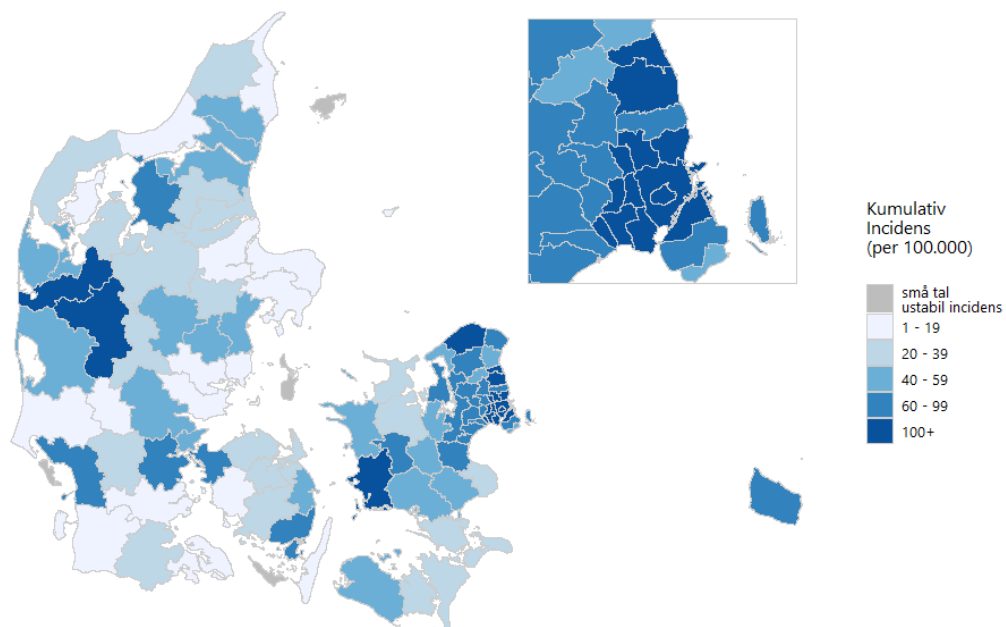 Kumulativ
Incidens
(per 100.000)
små tal
ustabil incidens
1 - 19
20 - 39
40 - 59
60 - 99
100+